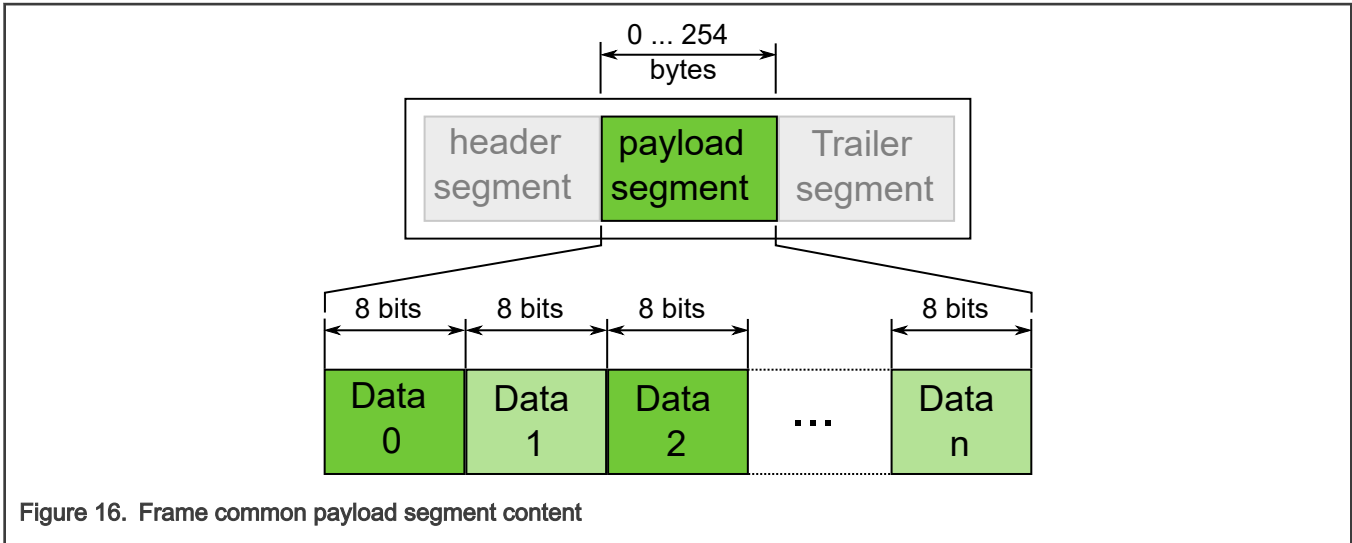 0 ... 254
bytes
header
segment
payload
segment
Trailer
segment
8 bits
8 bits
8 bits
8 bits
Data
0
Data
1
Data
2
...
Data
n
Figure 16. Frame common payload segment content